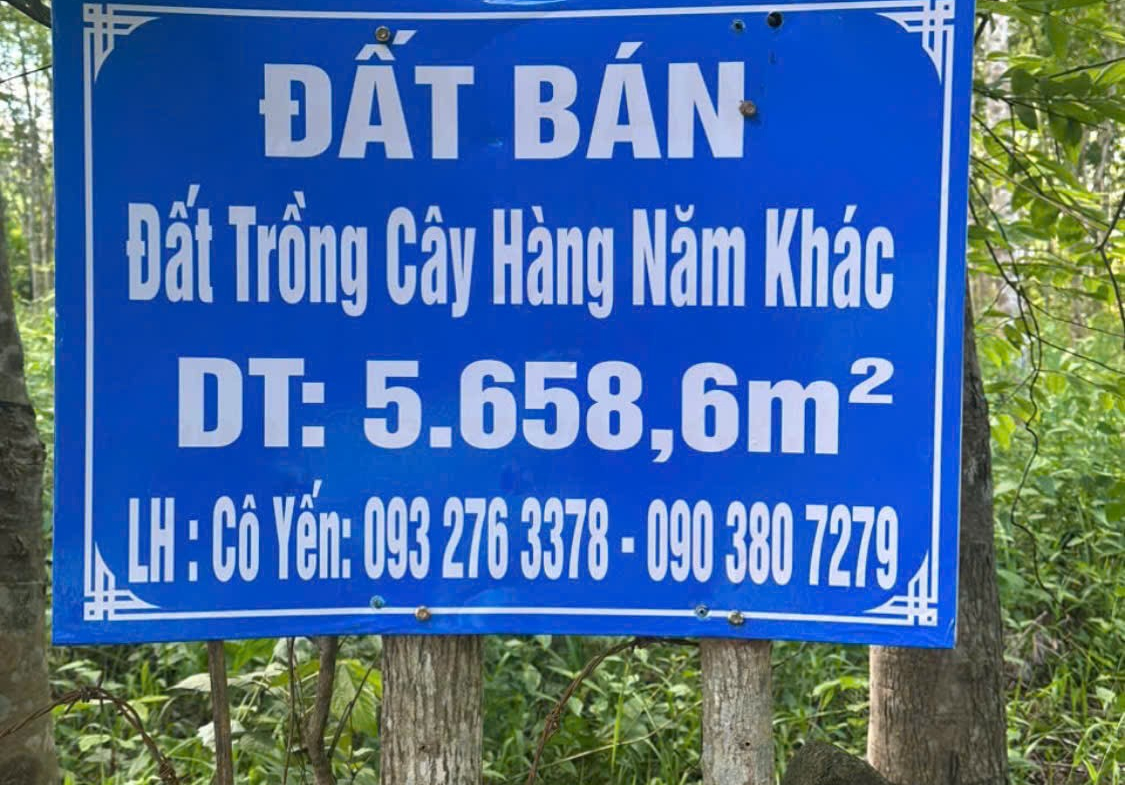 ĐẤT BÁN
Đất Trồng Cây Hàng Năm Khác
DT: 5.658,6m²
LH : Cô Yến: 093 276 3378 - 090 380 7279